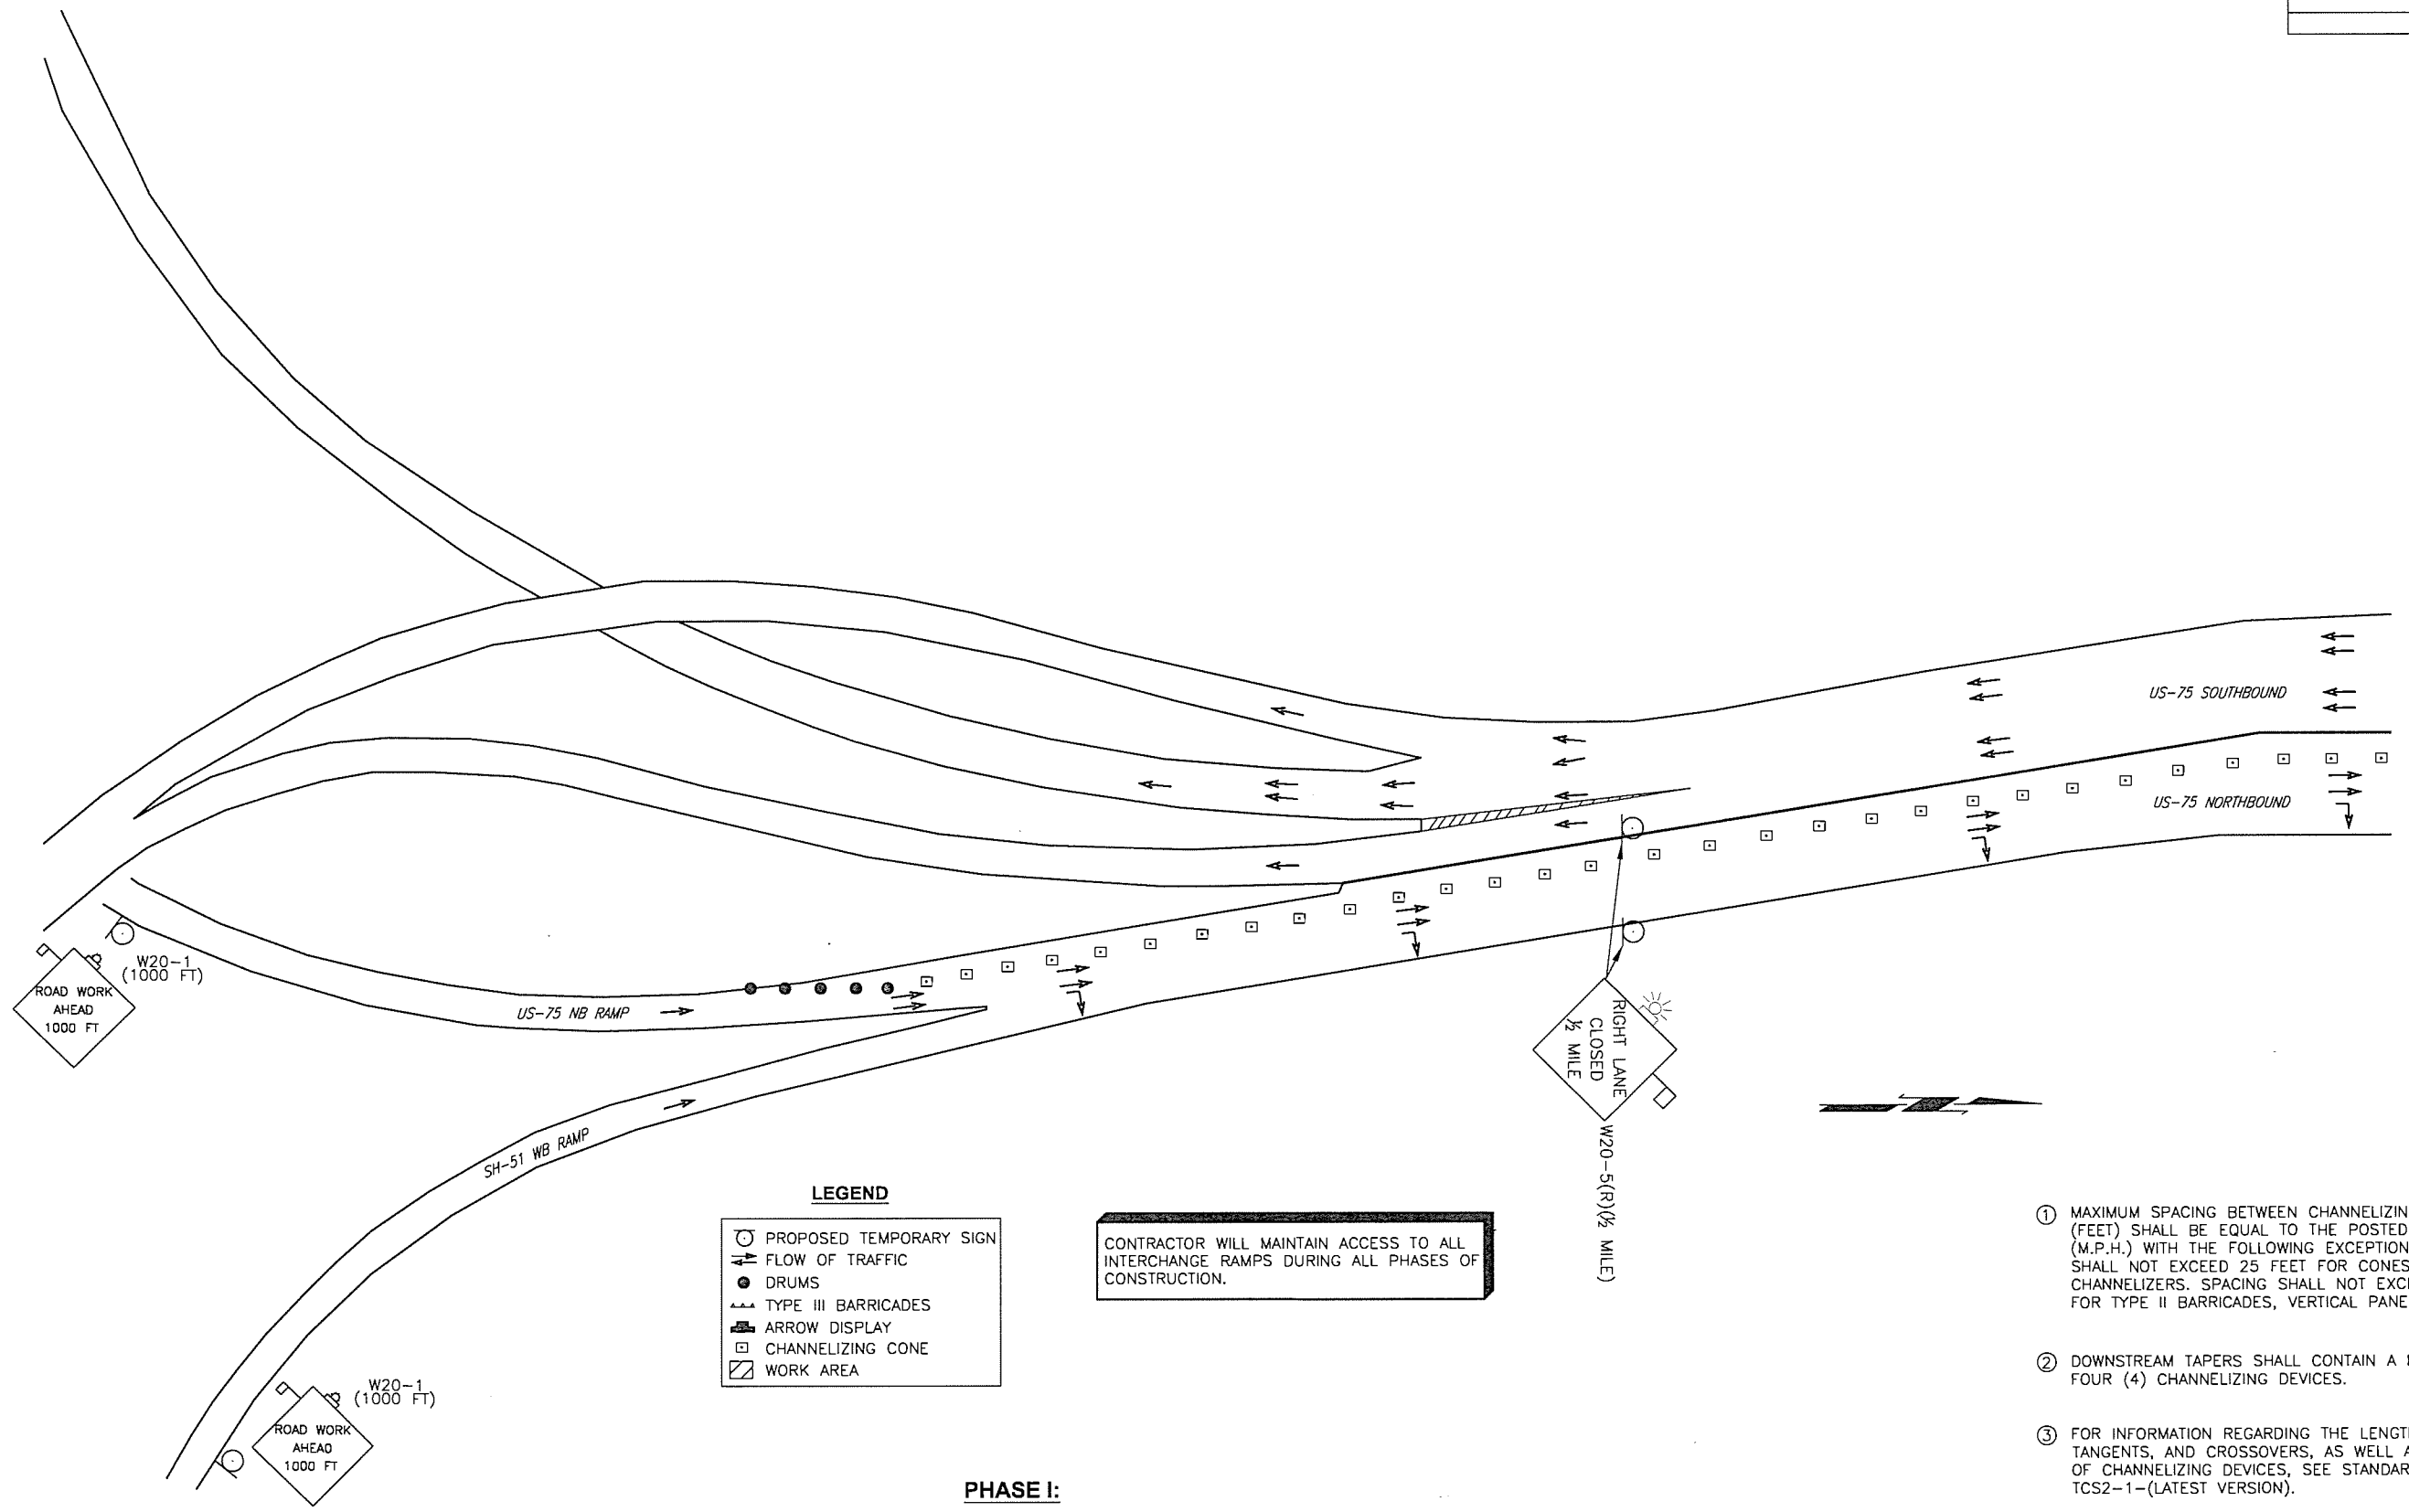 US-75 SOUTHBOUND
US-75 NORTHBOUND
W20-1
(1000 FT)
ROAD WORK
AHEAD
1000 FT
US-75 NB RAMP
RIGHT LANE
CLOSED
½ MILE
W20-5(R)(½ MILE)
SH-51 WB RAMP
W20-1
(1000 FT)
ROAD WORK
AHEAD
1000 FT
LEGEND
PROPOSED TEMPORARY SIGN
FLOW OF TRAFFIC
DRUMS
TYPE III BARRICADES
ARROW DISPLAY
CHANNELIZING CONE
WORK AREA
CONTRACTOR WILL MAINTAIN ACCESS TO ALL
INTERCHANGE RAMPS DURING ALL PHASES OF
CONSTRUCTION.
PHASE I:
① MAXIMUM SPACING BETWEEN CHANNELIZIN
(FEET) SHALL BE EQUAL TO THE POSTED
(M.P.H.) WITH THE FOLLOWING EXCEPTION
SHALL NOT EXCEED 25 FEET FOR CONES
CHANNELIZERS. SPACING SHALL NOT EXC
FOR TYPE II BARRICADES, VERTICAL PANE
② DOWNSTREAM TAPERS SHALL CONTAIN A
FOUR (4) CHANNELIZING DEVICES.
③ FOR INFORMATION REGARDING THE LENGT
TANGENTS, AND CROSSOVERS, AS WELL A
OF CHANNELIZING DEVICES, SEE STANDAR
TCS2-1-(LATEST VERSION).